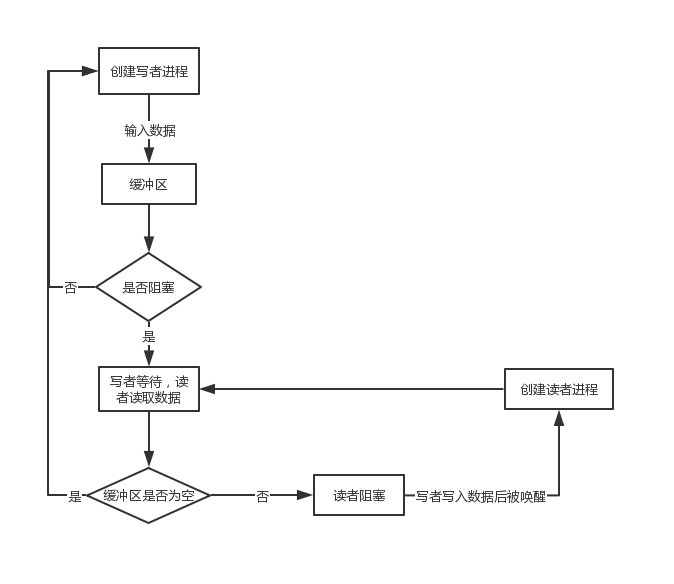 创建写者进程
输入数据
缓冲区
是否阻塞
否
是
写者等待，读
者读取数据
创建读者进程
缓冲区是否为空
是
否
读者阻塞
写者写入数据后被唤醒